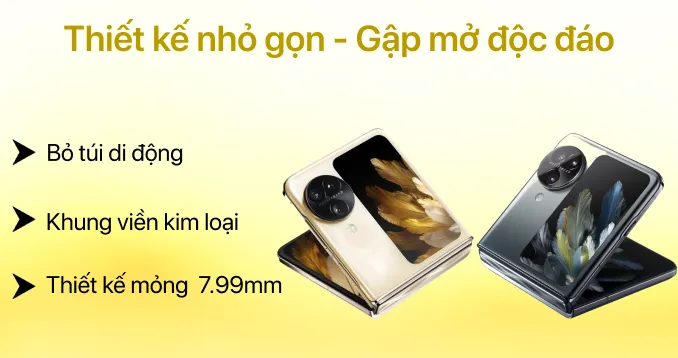 Thiết kế nhỏ gọn - Gập mở độc đáo
Bỏ túi di động
Khung viền kim loại
Thiết kế mỏng 7.99mm